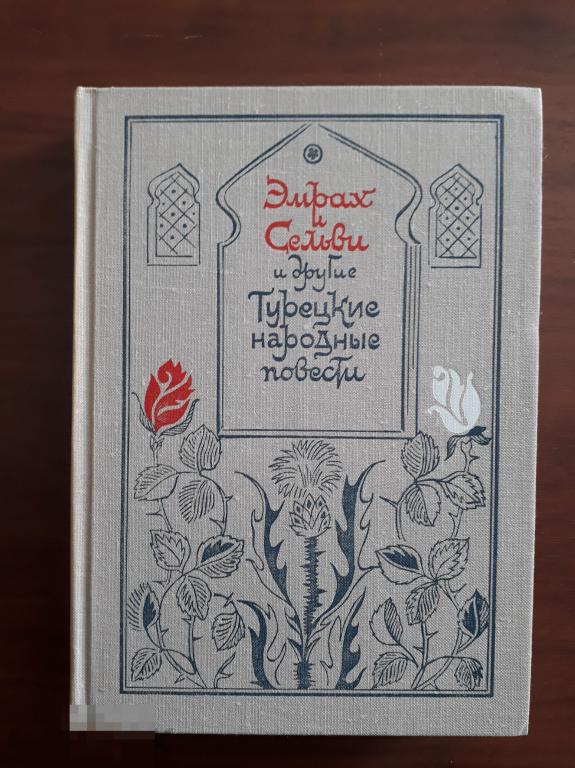 Эмрах
и
Сельви
и другие
Турецкие
народные
повести